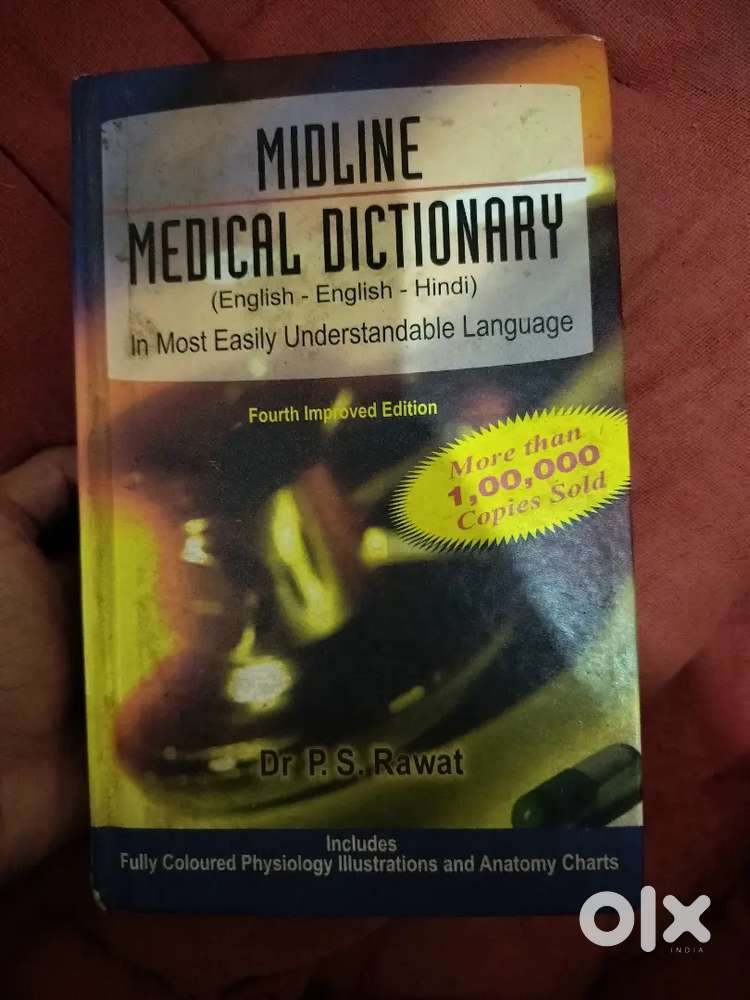 MIDLINE
MEDICAL DICTIONARY
(English - English - Hindi)
In Most Easily Understandable Language
Fourth Improved Edition
More than
1,00,000
Copies Sold
Dr P. S. Rawat
Includes
Fully Coloured Physiology Illustrations and Anatomy Charts
olx
INDIA